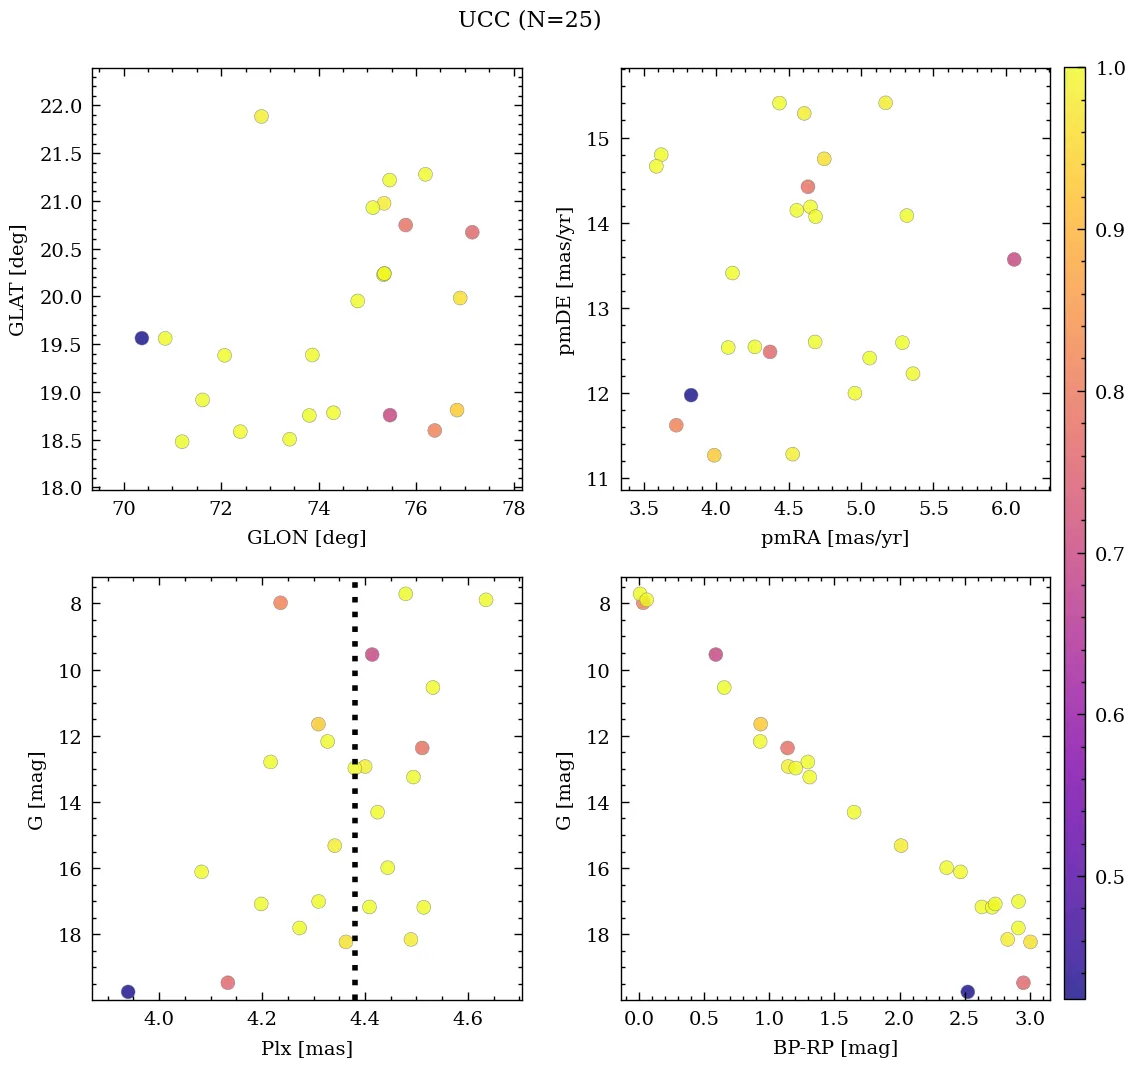 UCC (N=25)
22.0
21.5
21.0
20.5
20.0
19.5
19.0
18.5
18.0
GLAT [deg]
70 72 74 76 78
GLON [deg]
15
14
13
12
11
pmDE [mas/yr]
3.5 4.0 4.5 5.0 5.5 6.0
pmRA [mas/yr]
1.0
0.9
0.8
0.7
0.6
0.5
8
10
12
14
16
18
G [mag]
4.0 4.2 4.4 4.6
Plx [mas]
8
10
12
14
16
18
G [mag]
0.0 0.5 1.0 1.5 2.0 2.5 3.0
BP-RP [mag]